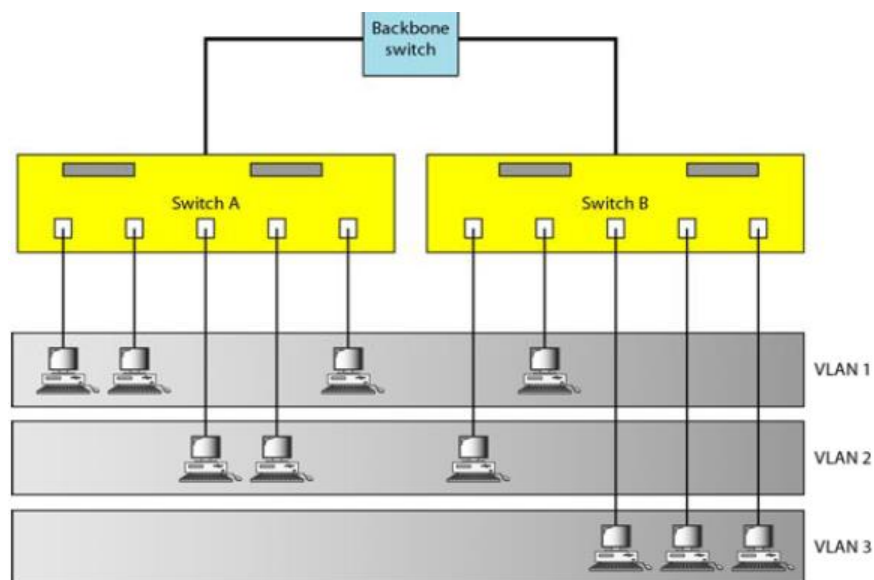 Backbone
switch
Switch A
Switch B
VLAN 1
VLAN 2
VLAN 3